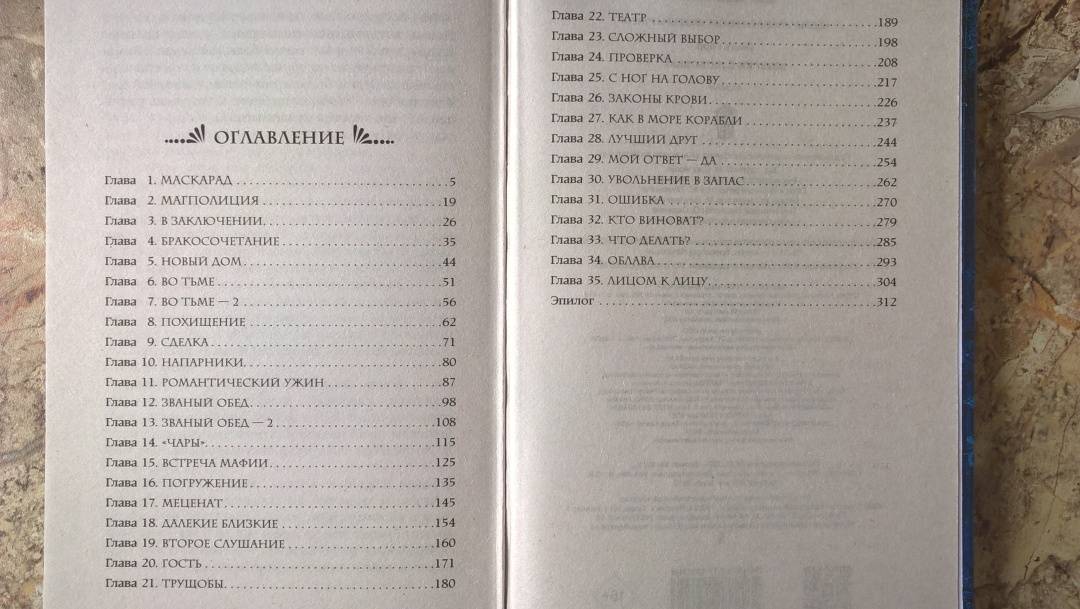 ОГЛАВЛЕНИЕ
Глава 1. МАСКАРАД 5
Глава 2. МАГПОЛИЦИЯ 19
Глава 3. В ЗАКЛЮЧЕНИИ 26
Глава 4. БРАКОСОЧЕТАНИЕ 35
Глава 5. НОВЫЙ ДОМ 44
Глава 6. ВО ТЬМЕ 51
Глава 7. ВО ТЬМЕ — 2 56
Глава 8. ПОХИЩЕНИЕ 62
Глава 9. СДЕЛКА 71
Глава 10. НАПАРНИКИ 80
Глава 11. РОМАНТИЧЕСКИЙ УЖИН 87
Глава 12. ЗВАНЫЙ ОБЕД 98
Глава 13. ЗВАНЫЙ ОБЕД — 2 108
Глава 14. «ЧАРЫ» 115
Глава 15. ВСТРЕЧА МАФИИ 125
Глава 16. ПОГРУЖЕНИЕ 135
Глава 17. МЕЦЕНАТ 145
Глава 18. ДАЛЕКИЕ БЛИЗКИЕ 154
Глава 19. ВТОРОЕ СЛУШАНИЕ 160
Глава 20. ГОСТЬ 171
Глава 21. ТРУЩОБЫ 180
Глава 22. ТЕАТР 189
Глава 23. СЛОЖНЫЙ ВЫБОР 198
Глава 24. ПРОВЕРКА 208
Глава 25. С НОГ НА ГОЛОВУ 217
Глава 26. ЗАКОНЫ КРОВИ 226
Глава 27. КАК В МОРЕ КОРАБЛИ 237
Глава 28. ЛУЧШИЙ ДРУГ 244
Глава 29. МОЙ ОТВЕТ — ДА 254
Глава 30. УВОЛЬНЕНИЕ В ЗАПАС 262
Глава 31. ОШИБКА 270
Глава 32. КТО ВИНОВАТ? 279
Глава 33. ЧТО ДЕЛАТЬ? 285
Глава 34. ОБЛАВА 293
Глава 35. ЛИЦОМ К ЛИЦУ 304
Эпилог 312